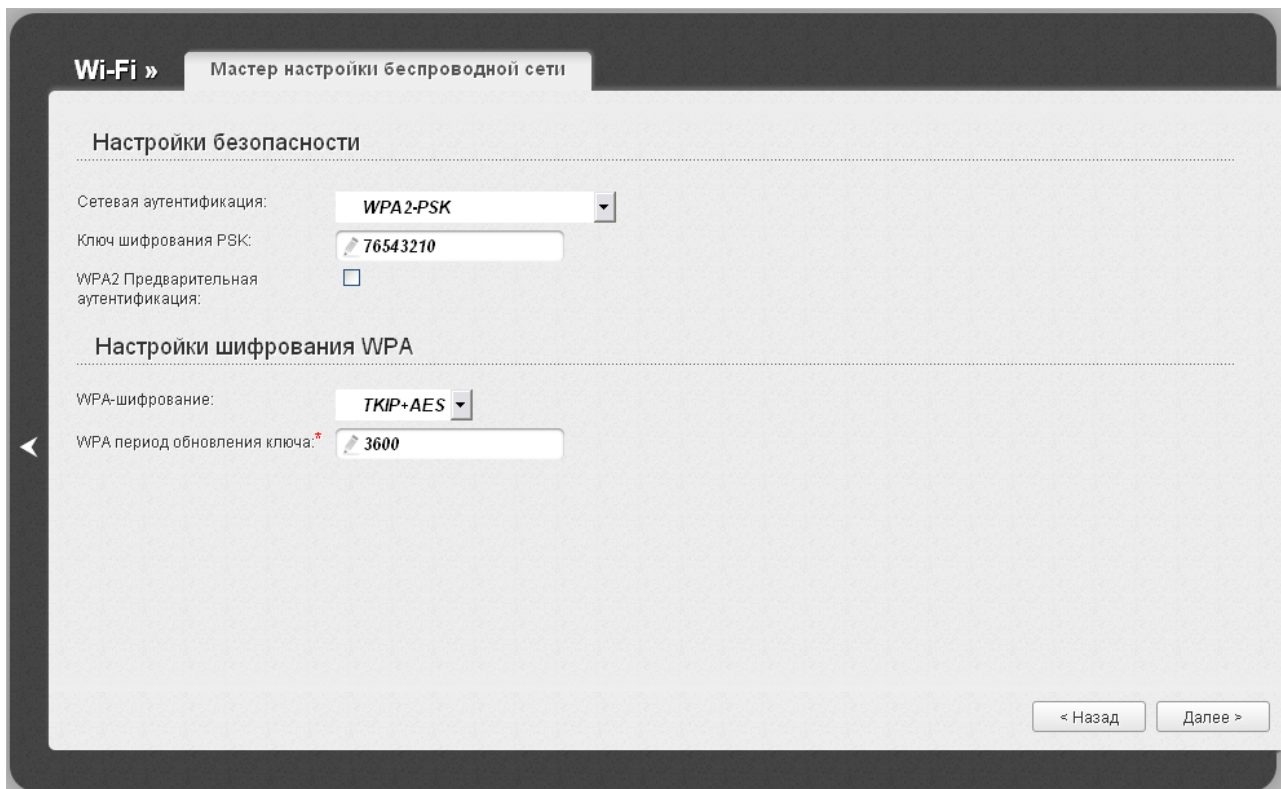 Wi-Fi » Мастер настройки беспроводной сети
Настройки безопасности
Сетевая аутентификация: WPA2-PSK
Ключ шифрования PSK: 76543210
WPA2 Предварительная
аутентификация:
Настройки шифрования WPA
WPA-шифрование: TKIP+AES
WPA период обновления ключа:* 3600
< Назад Далее >